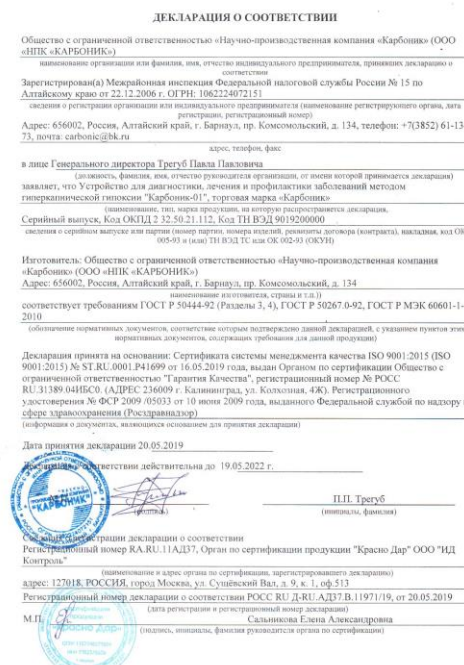 ДЕКЛАРАЦИЯ О СООТВЕТСТВИИ
Общество с ограниченной ответственностью «Научно-производственная компания «Карбоник» (ООО
«НПК «КАРБОНИК»)
наименование организации или фамилия, имя, отчество индивидуального предпринимателя, принявших декларацию о
соответствии
Зарегистрирован(а) Межрайонная инспекция Федеральной налоговой службы России № 15 по
Алтайскому краю от 22.12.2006 г. ОГРН: 1062224072151
сведения о регистрации организации или индивидуального предпринимателя (наименование регистрирующего органа, дата
регистрации, регистрационный номер)
Адрес: 656002, Россия, Алтайский край, г. Барнаул, пр. Комсомольский, д. 134, телефон: +7(3852) 61-13-
73, почта: carbonic@bk.ru
адрес, телефон, факс
в лице Генерального директора Трегуб Павла Павловича
(должность, фамилия, имя, отчество руководителя организации, от имени которой принимается декларация)
заявляет, что Устройство для диагностики, лечения и профилактики заболеваний методом
гиперкапнической гипоксии "Карбоник-01", торговая марка «Карбоник»
(наименование, тип, марка продукции, на которую распространяется декларация,
Серийный выпуск, Код ОКПД 2 32.50.21.112, Код ТН ВЭД 9019200000
сведения о серийном выпуске или партии (номер партии, номера изделий, реквизиты договора (контракта), накладная, код ОК
005-93 и (или) ТН ВЭД ТС или ОК 002-93 (ОКУН)
Изготовитель: Общество с ограниченной ответственностью «Научно-производственная компания
«Карбоник» (ООО «НПК «КАРБОНИК»)
Адрес: 656002, Россия, Алтайский край, г. Барнаул, пр. Комсомольский, д. 134
наименование изготовителя, страны и т.п.))
соответствует требованиям ГОСТ Р 50444-92 (Разделы 3, 4), ГОСТ Р 50267.0-92, ГОСТ Р МЭК 60601-1-
2010
(обозначение нормативных документов, соответствие которым подтверждено данной декларацией, с указанием пунктов этих
нормативных документов, содержащих требования для данной продукции)
Декларация принята на основании: Сертификата системы менеджмента качества ISO 9001:2015 (ISO
9001:2015) № ST.RU.0001.P41699 от 16.05.2019 года, выдан Органом по сертификации Общество с
ограниченной ответственностью "Гарантия Качества", регистрационный номер № РОСС
RU.31389.04ИБС0. (АДРЕС 236009 г. Калининград, ул. Колхозная, 4Ж). Регистрационного
удостоверения № ФСР 2009 /05033 от 10 июня 2009 года, выданного Федеральной службой по надзору в
сфере здравоохранения (Росздравнадзор)
(информация о документах, являющихся основанием для принятия декларации)
Дата принятия декларации 20.05.2019
Декларация о соответствии действительна до 19.05.2022 г.
"КАРБОНИК"
П.П. Трегуб
(подпись) (инициалы, фамилия)
Сведения о регистрации декларации о соответствии
Регистрационный номер RA.RU.11АД37, Орган по сертификации продукции "Красно Дар" ООО "ИД
Контроль"
(наименование и адрес органа по сертификации, зарегистрировавшего декларацию)
адрес: 127018, РОССИЯ, город Москва, ул. Сущёвский Вал, д. 9, к. 1, оф.513
Регистрационный номер декларации о соответствии РОСС RU Д-RU.АД37.В.11971/19, от 20.05.2019
(дата регистрации и регистрационный номер декларации)
М.П. Сальникова Елена Александровна
(подпись, инициалы, фамилия руководителя органа по сертификации)
"Красно Дар"